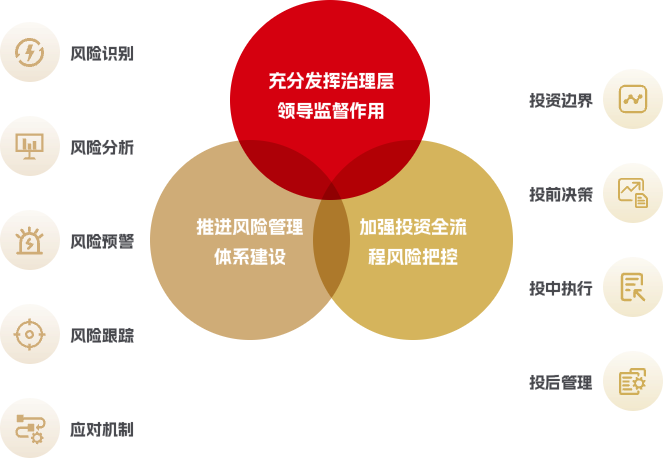 充分发挥治理层
领导监督作用
推进风险管理
体系建设
加强投资全流
程风险把控
风险识别
风险分析
风险预警
风险跟踪
应对机制
投资边界
投前决策
投中执行
投后管理